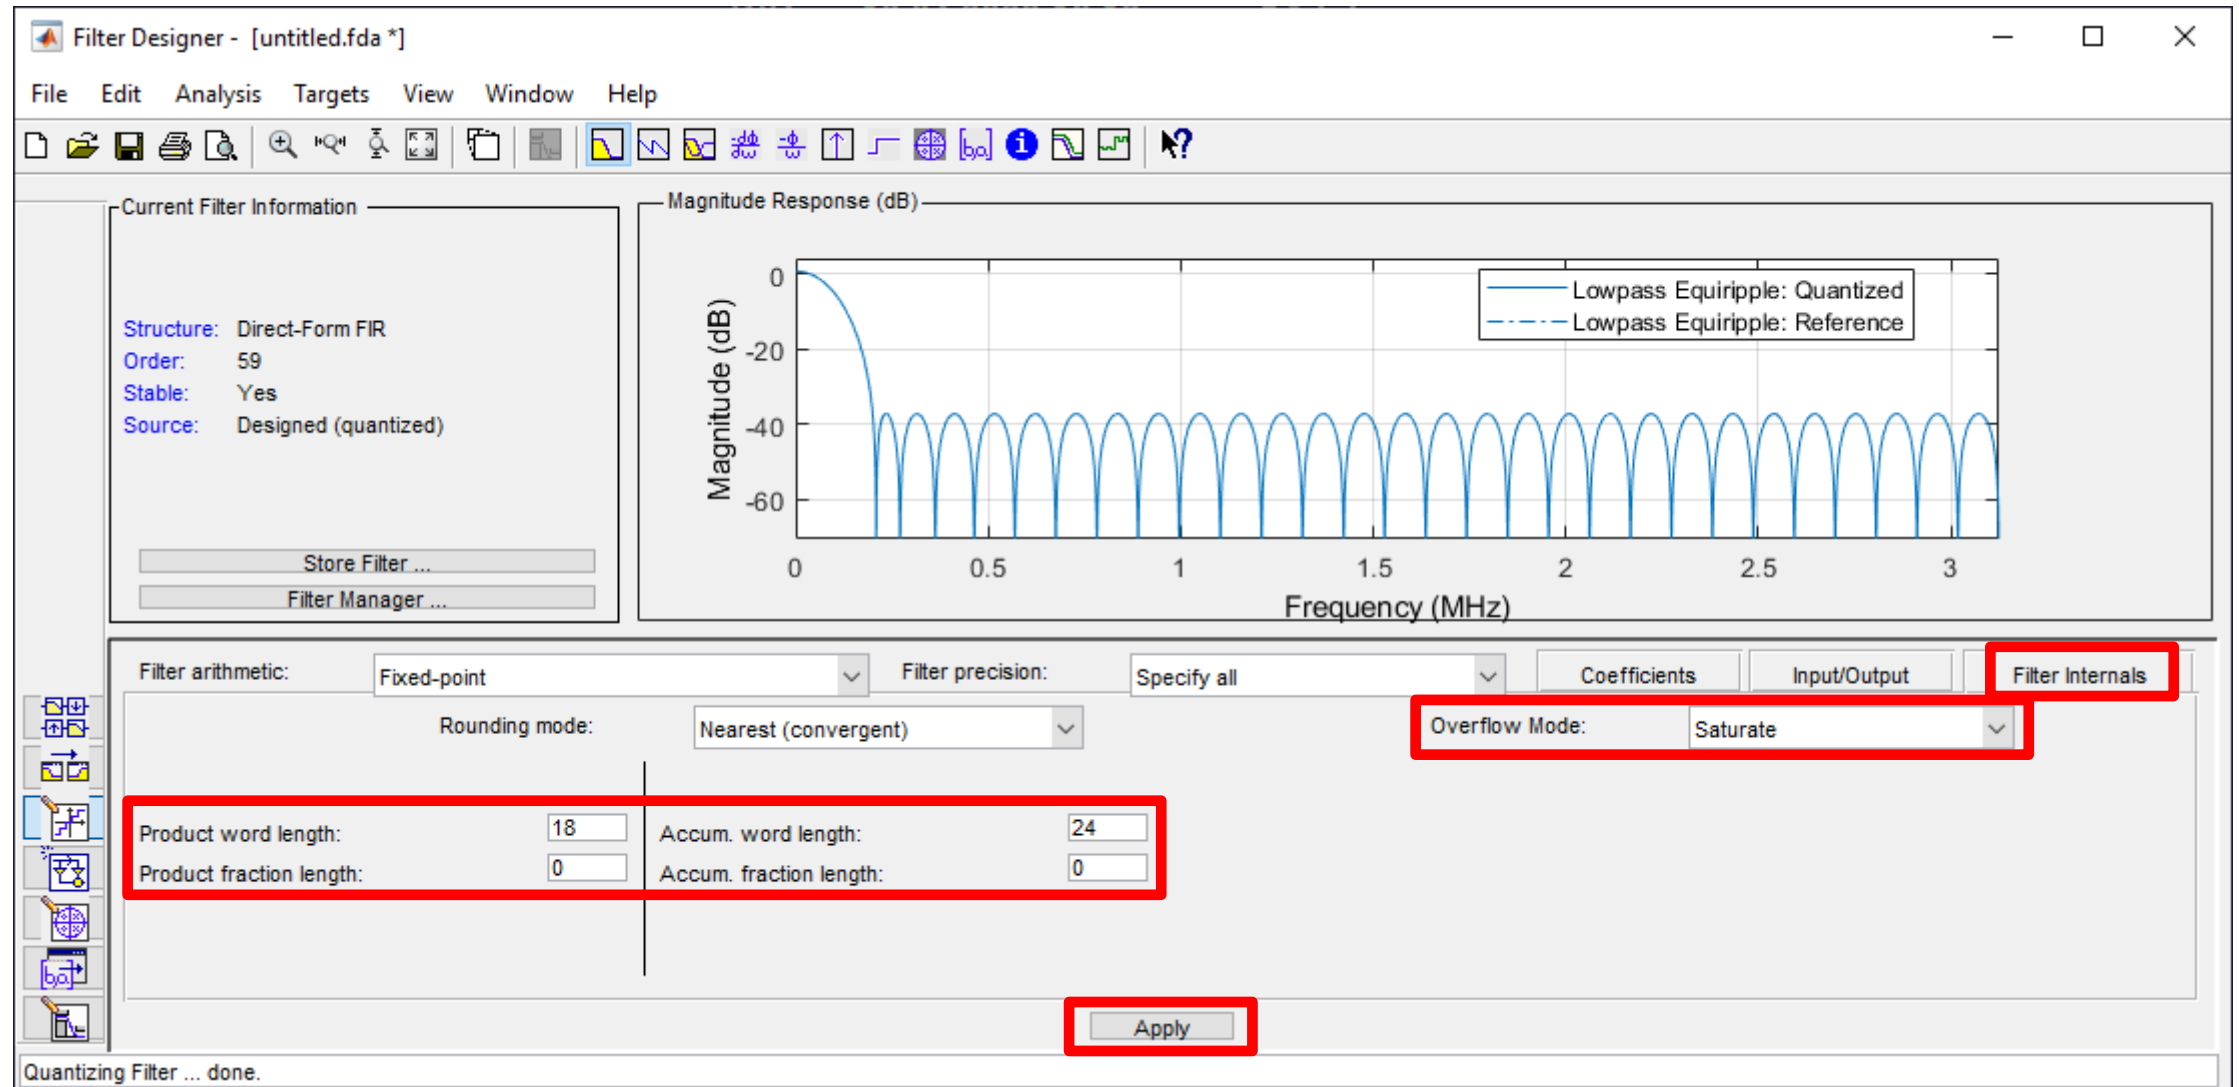 Filter Designer - [untitled.fda *]
File Edit Analysis Targets View Window Help
Current Filter Information
Structure: Direct-Form FIR
Order: 59
Stable: Yes
Source: Designed (quantized)
Store Filter ...
Filter Manager ...
Magnitude Response (dB)
Magnitude (dB)
0
-20
-40
-60
Lowpass Equiripple: Quantized
Lowpass Equiripple: Reference
0 0.5 1 1.5 2 2.5 3
Frequency (MHz)
Filter arithmetic: Fixed-point Filter precision: Specify all Coefficients Input/Output Filter Internals
Rounding mode: Nearest (convergent) Overflow Mode: Saturate
Product word length: 18 Accum. word length: 24
Product fraction length: 0 Accum. fraction length: 0
Apply
Quantizing Filter ... done.